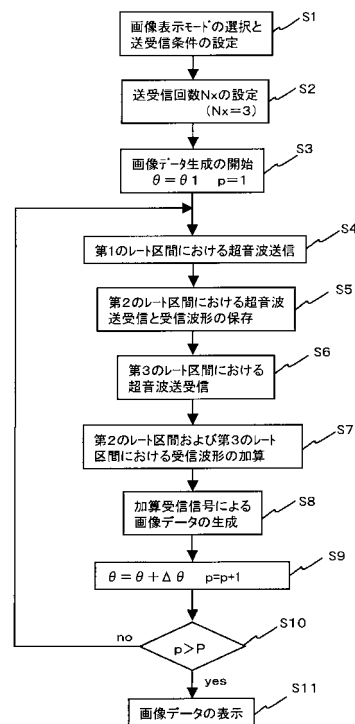 S1
画像表示モードの選択と
送受信条件の設定
S2
送受信回数Nxの設定
(Nx=3)
S3
画像データ生成の開始
θ=θ1 p=1
S4
第1のレート区間における超音波送信
S5
第2のレート区間における超音波
送受信と受信波形の保存
S6
第3のレート区間における
超音波送受信
S7
第2のレート区間および第3のレート
区間における受信波形の加算
S8
加算受信信号による
画像データの生成
S9
θ=θ+Δθ p=p+1
S10
no
p>P
yes
S11
画像データの表示